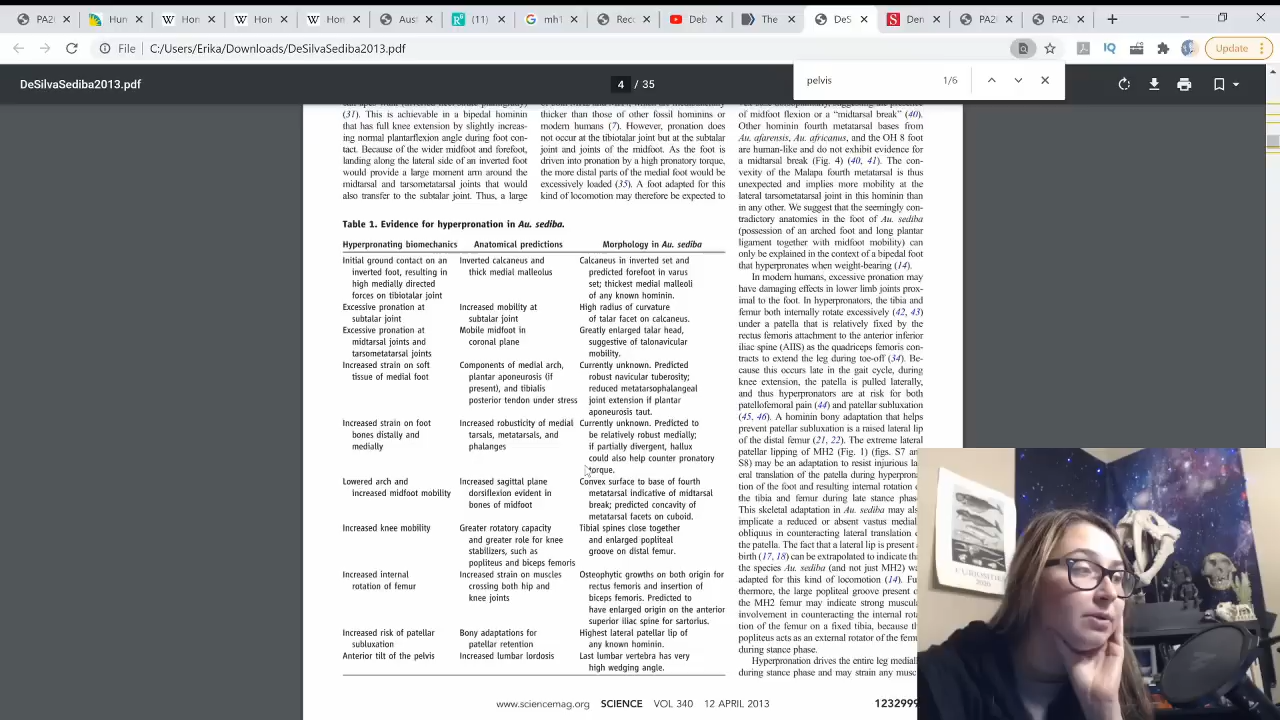 PA2
Hon
Hon
Hon
Aus
(11)
mh1
Rec
Deb
The
DeS
Den
PA2
PA2
File
C:/Users/Erika/Downloads/DeSilvaSediba2013.pdf
Update
DeSilvaSediba2013.pdf
4 / 35
pelvis
1/6
(31). This is achievable in a bipedal hominin
that has full knee extension by slightly increas-
ing normal plantarflexion angle during foot con-
tact. Because of the wider midfoot and forefoot,
landing along the lateral side of an inverted foot
would provide a large moment arm around the
midtarsal and tarsometatarsal joints that would
also transfer to the subtalar joint. Thus, a large
thicker than those of other fossil hominins or
modern humans (7). However, pronation does
not occur at the tibiotalar joint but at the subtalar
joint and joints of the midfoot. As the foot is
driven into pronation by a high pronatory torque,
the more distal parts of the medial foot would be
excessively loaded (35). A foot adapted for this
kind of locomotion may therefore be expected to
Table 1. Evidence for hyperpronation in Au. sediba.
Hyperpronating biomechanics Anatomical predictions Morphology in Au. sediba
Initial ground contact on an
inverted foot, resulting in
high medially directed
forces on tibiotalar joint
Inverted calcaneus and
thick medial malleolus
Calcaneus in inverted set and
predicted forefoot in varus
set; thickest medial malleoli
of any known hominin.
Excessive pronation at
subtalar joint
Increased mobility at
subtalar joint
High radius of curvature
of talar facet on calcaneus.
Excessive pronation at
midtarsal joints and
tarsometatarsal joints
Mobile midfoot in
coronal plane
Greatly enlarged talar head,
suggestive of talonavicular
mobility.
Increased strain on soft
tissue of medial foot
Components of medial arch,
plantar aponeurosis (if
present), and tibialis
posterior tendon under stress
Currently unknown. Predicted
robust navicular tuberosity;
reduced metatarsophalangeal
joint extension if plantar
aponeurosis taut.
Increased strain on foot
bones distally and
medially
Increased robusticity of medial
tarsals, metatarsals, and
phalanges
Currently unknown. Predicted to
be relatively robust medially;
if partially divergent, hallux
could also help counter pronatory
torque.
Lowered arch and
increased midfoot mobility
Increased sagittal plane
dorsiflexion evident in
bones of midfoot
Convex surface to base of fourth
metatarsal indicative of midtarsal
break; predicted concavity of
metatarsal facets on cuboid.
Increased knee mobility
Greater rotatory capacity
and greater role for knee
stabilizers, such as
popliteus and biceps femoris
Tibial spines close together
and enlarged popliteal
groove on distal femur.
Increased internal
rotation of femur
Increased strain on muscles
crossing both hip and
knee joints
Osteophytic growths on both origin for
rectus femoris and insertion of
biceps femoris. Predicted to
have enlarged origin on the anterior
superior iliac spine for sartorius.
Increased risk of patellar
subluxation
Bony adaptations for
patellar retention
Highest lateral patellar lip of
any known hominin.
Anterior tilt of the pelvis
Increased lumbar lordosis
Last lumbar vertebra has very
high wedging angle.
of midfoot flexion or a “midtarsal break” (40).
Other hominin fourth metatarsal bases from
Au. afarensis, Au. africanus, and the OH 8 foot
are human-like and do not exhibit evidence for
a midtarsal break (Fig. 4) (40, 41). The con-
vexity of the Malapa fourth metatarsal is thus
unexpected and implies more mobility at the
lateral tarsometatarsal joint in this hominin than
in any other. We suggest that the seemingly con-
tradictory anatomies in the foot of Au. sediba
(possession of an arched foot and long plantar
ligament together with midfoot mobility) can
only be explained in the context of a bipedal foot
that hyperpronates when weight-bearing (14).
In modern humans, excessive pronation may
have damaging effects in lower limb joints prox-
imal to the foot. In hyperpronators, the tibia and
femur both internally rotate excessively (42, 43)
under a patella that is relatively fixed by the
rectus femoris attachment to the anterior inferior
iliac spine (AIIS) as the quadriceps femoris con-
tracts to extend the leg during toe-off (34). Be-
cause this occurs late in the gait cycle, during
knee extension, the patella is pulled laterally,
and thus hyperpronators are at risk for both
patellofemoral pain (44) and patellar subluxation
(45, 46). A hominin bony adaptation that helps
prevent patellar subluxation is a raised lateral lip
of the distal femur (21, 22). The extreme lateral
patellar lipping of MH2 (Fig. 1) (figs. S7 an
S8) may be an adaptation to resist injurious la
eral translation of the patella during hyperprona
tion of the foot and resulting internal rotation o
the tibia and femur during late stance phas
This skeletal adaptation in Au. sediba may als
implicate a reduced or absent vastus medial
obliquus in counteracting lateral translation o
the patella. The fact that a lateral lip is present a
birth (17, 18) can be extrapolated to indicate tha
the species Au. sediba (and not just MH2) wa
adapted for this kind of locomotion (14). Fu
thermore, the large popliteal groove present o
the MH2 femur may indicate strong muscula
involvement in counteracting the internal rota
tion of the femur on a fixed tibia, because th
popliteus acts as an external rotator of the femu
during stance phase.
Hyperpronation drives the entire leg mediall
during stance phase and may strain any musc
www.sciencemag.org SCIENCE VOL 340 12 APRIL 2013
1232999
CURIOSITIES
2020